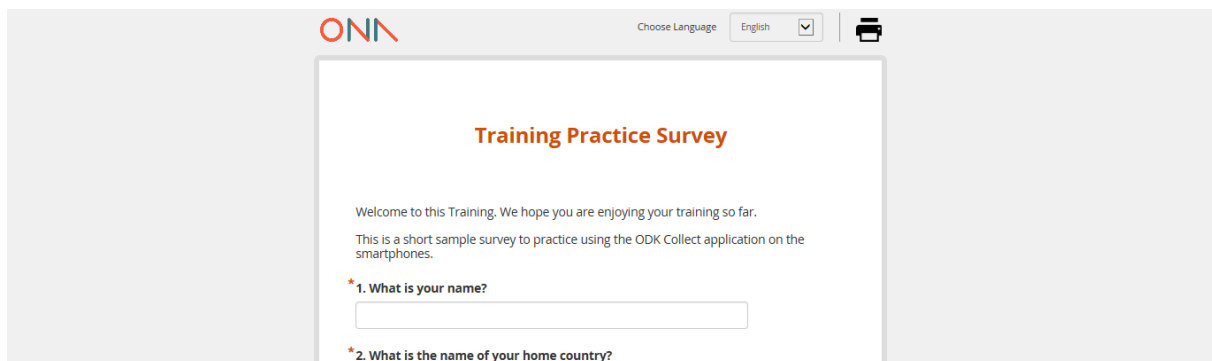 ONA
Choose Language English
Training Practice Survey
Welcome to this Training. We hope you are enjoying your training so far.
This is a short sample survey to practice using the ODK Collect application on the
smartphones.
*1. What is your name?
*2. What is the name of your home country?